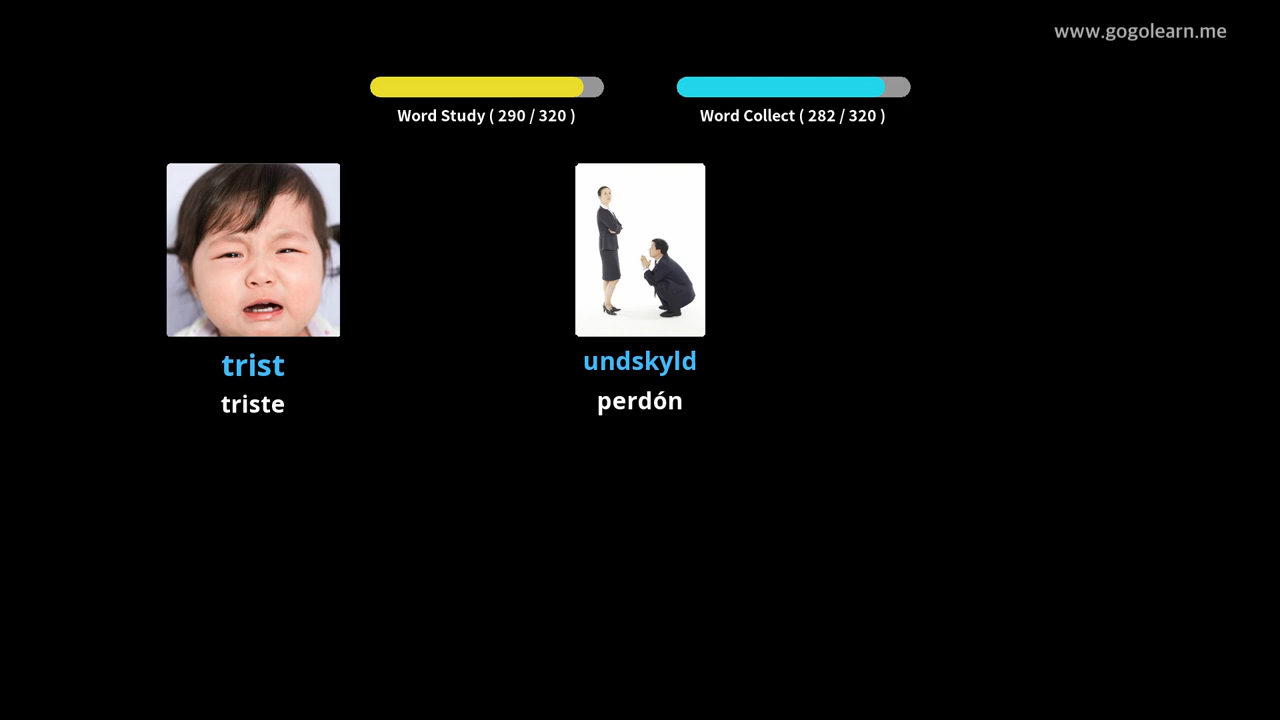 www.gogolearn.me
Word Study ( 290 / 320 )
Word Collect ( 282 / 320 )
trist
triste
undskyld
perdón